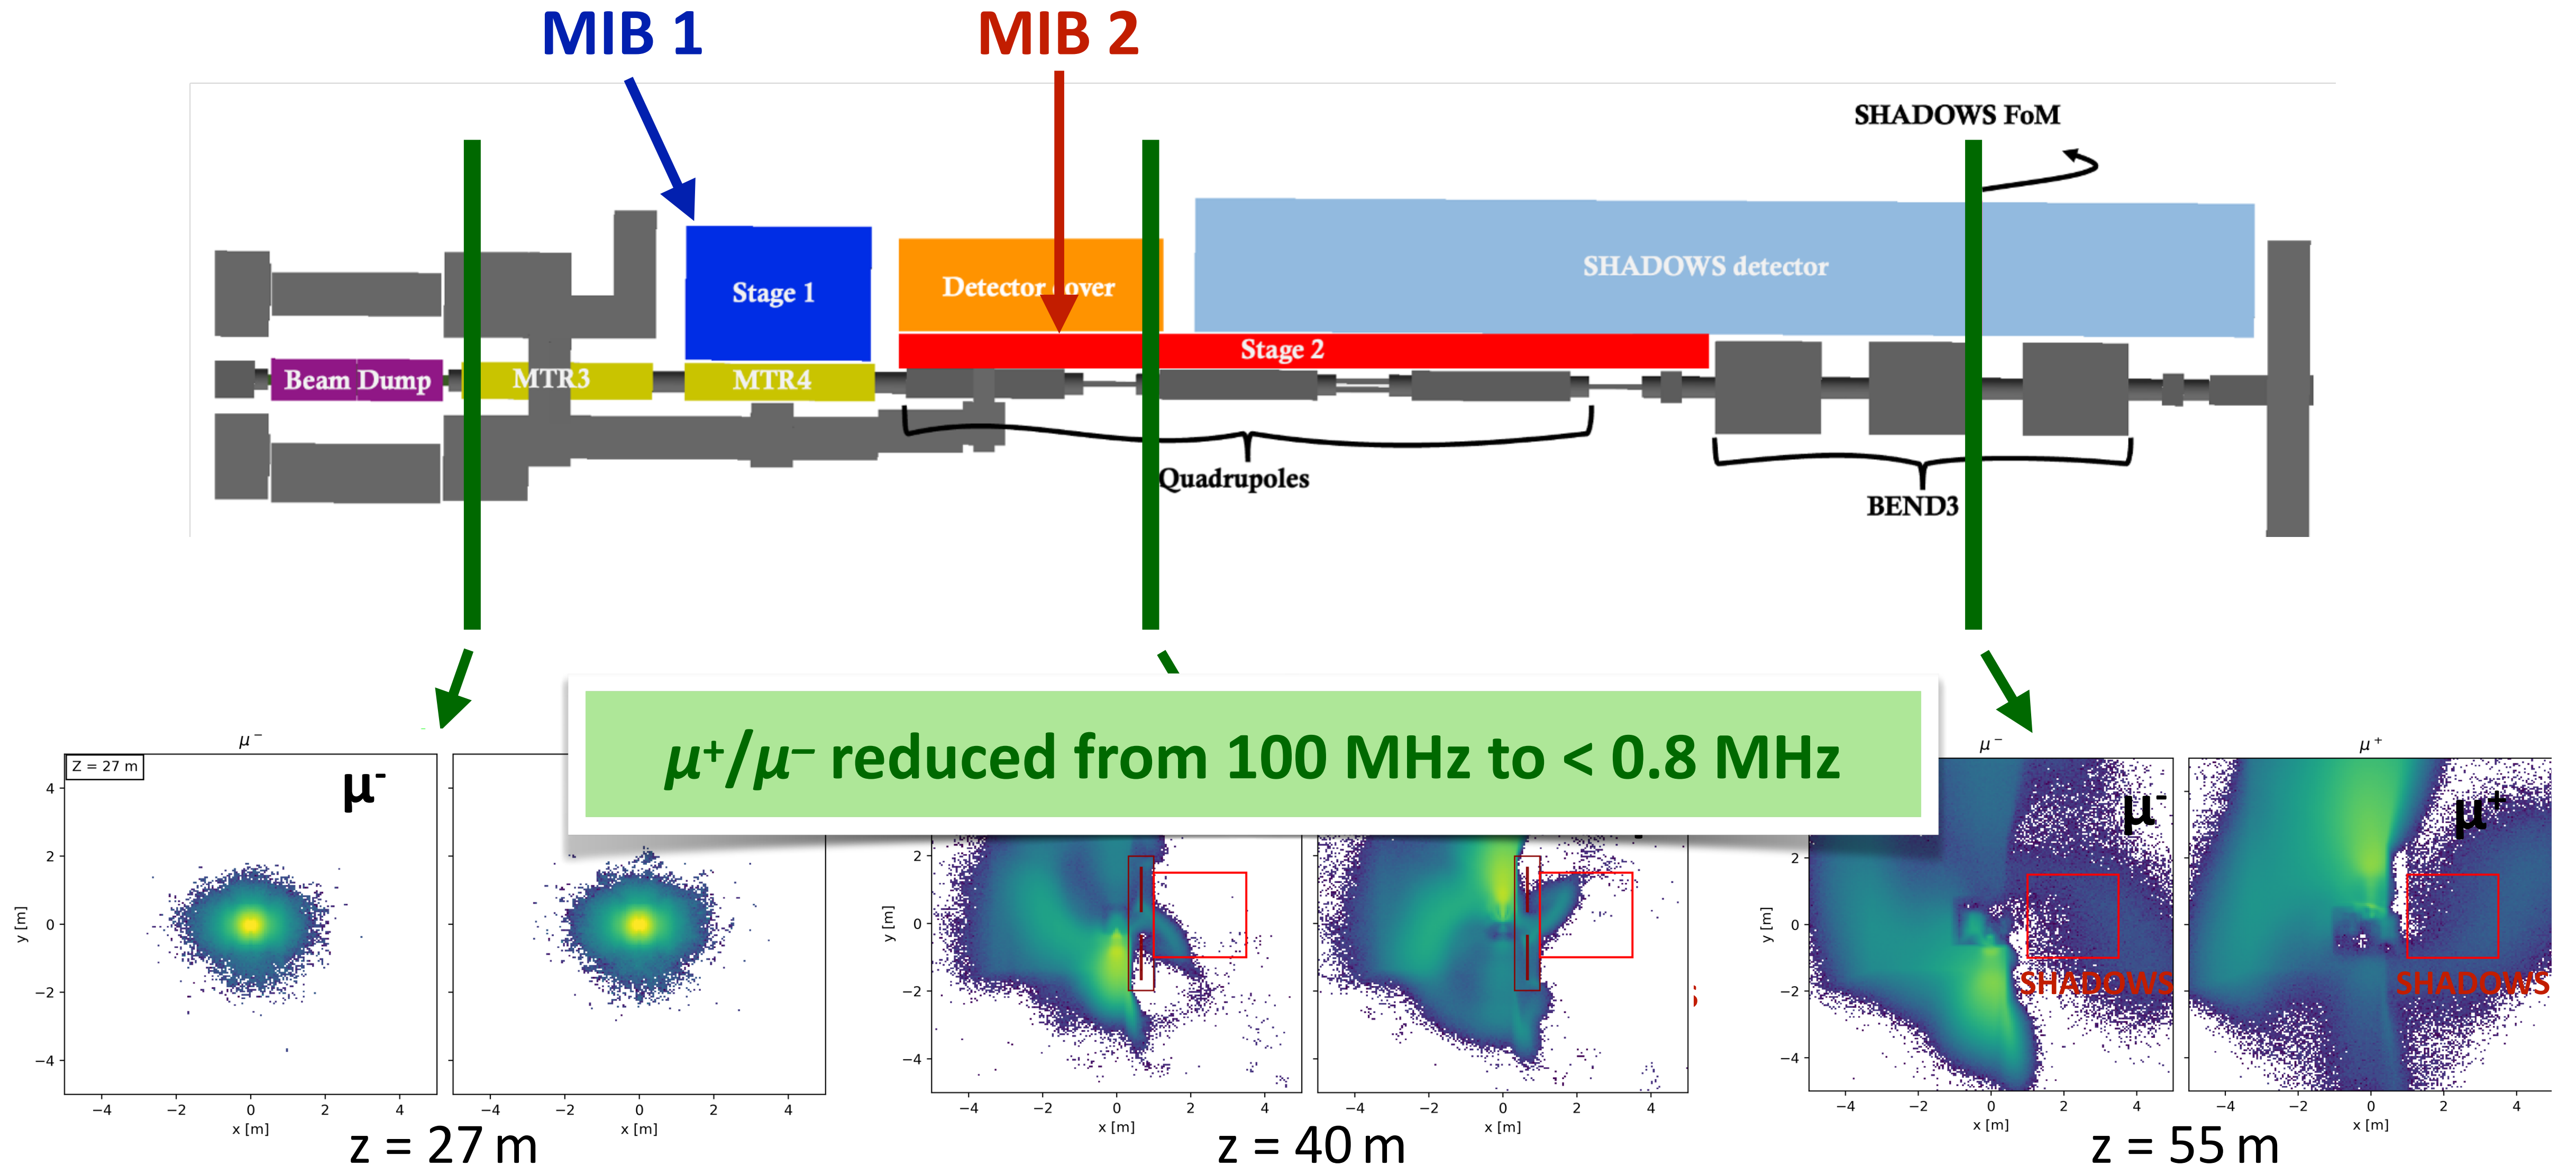 MIB 1
MIB 2
SHADOWS FoM
Stage 1
Detector cover
SHADOWS detector
Stage 2
Beam Dump
MTR3
MTR4
Quadrupoles
BEND3
μ⁺/μ⁻ reduced from 100 MHz to < 0.8 MHz
μ⁻
Z = 27 m
μ⁻
4
2
0
−2
−4
y [m]
−4 −2 0 2 4
x [m]
−4 −2 0 2 4
x [m]
z = 27 m
2
0
−2
−4
y [m]
−4 −2 0 2 4
x [m]
−4 −2 0 2 4
x [m]
z = 40 m
μ⁻
μ⁻
SHADOWS
2
0
−2
−4
y [m]
−4 −2 0 2 4
x [m]
μ⁺
μ⁺
SHADOWS
−4 −2 0 2 4
x [m]
z = 55 m